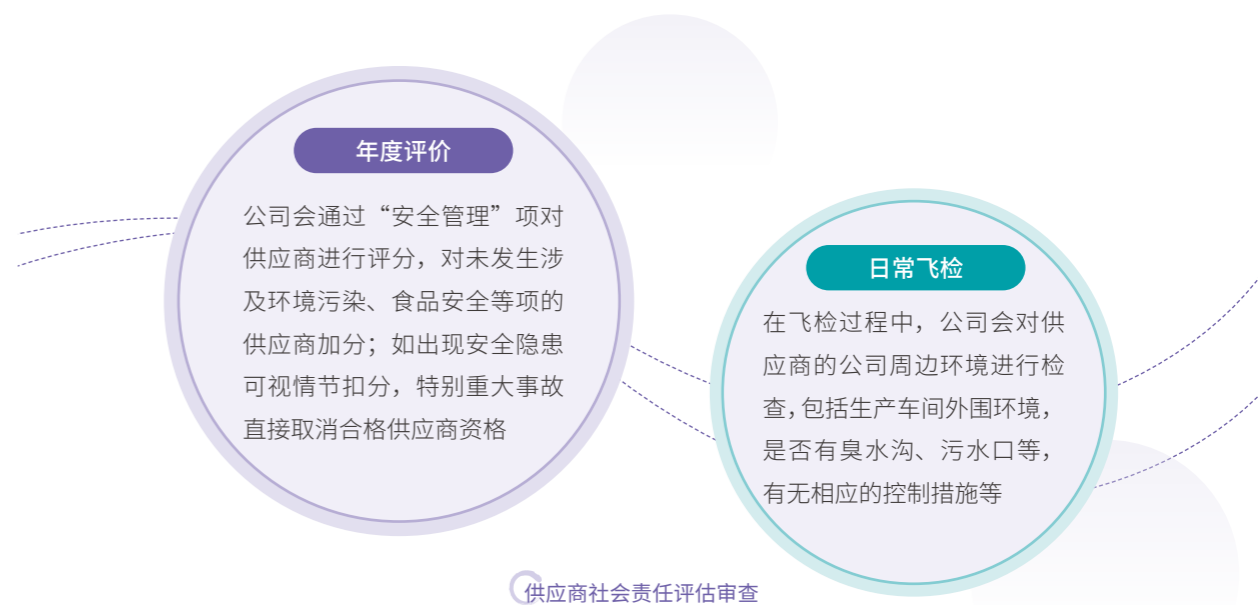 年度评价
公司会通过“安全管理”项对
供应商进行评分，对未发生涉
及环境污染、食品安全等项的
供应商加分；如出现安全隐患
可视情节扣分，特别重大事故
直接取消合格供应商资格
日常飞检
在飞检过程中，公司会对供
应商的公司周边环境进行检
查，包括生产车间外围环境，
是否有臭水沟、污水口等，
有无相应的控制措施等
供应商社会责任评估审查